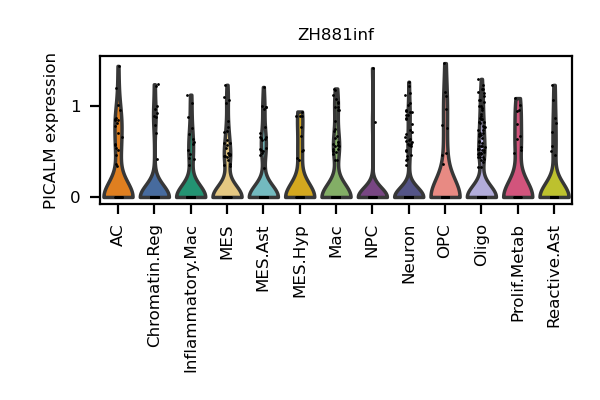 ZH881inf
PICALM expression
1
0
AC
Chromatin.Reg
Inflammatory.Mac
MES
MES.Ast
MES.Hyp
Mac
NPC
Neuron
OPC
Oligo
Prolif.Metab
Reactive.Ast